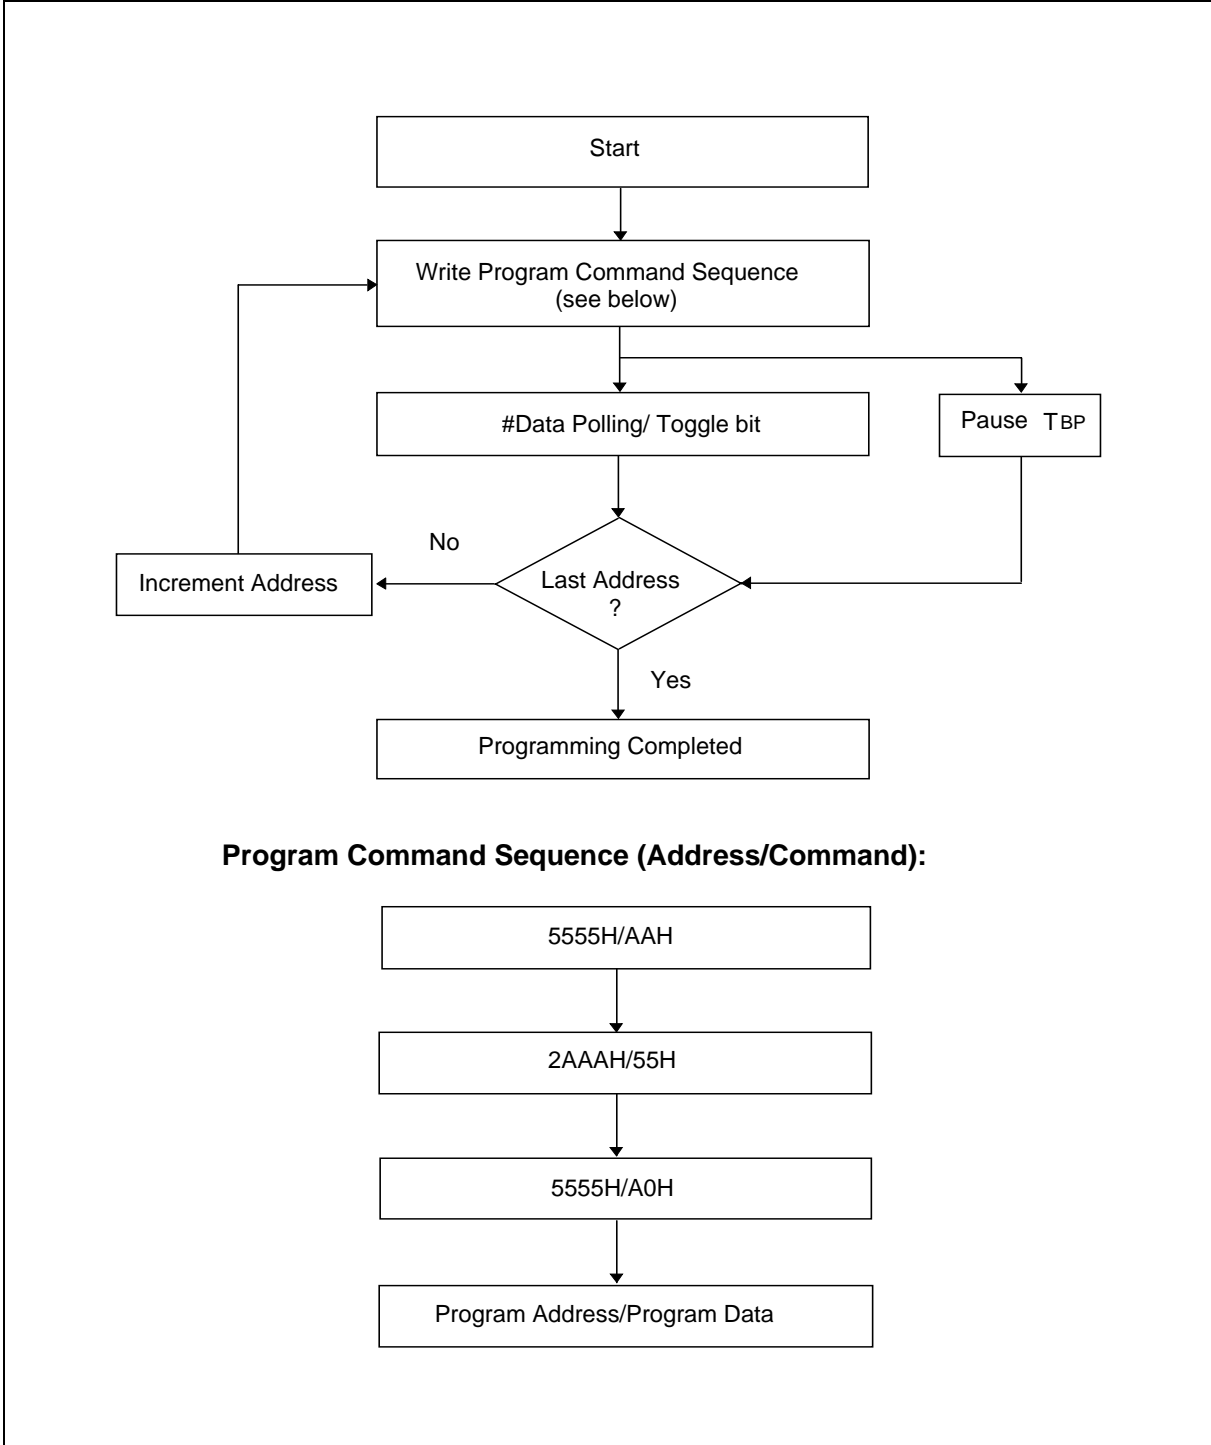 Start
Write Program Command Sequence
(see below)
#Data Polling/ Toggle bit
Pause TBP
No
Increment Address
Last Address
?
Yes
Programming Completed
Program Command Sequence (Address/Command):
5555H/AAH
2AAAH/55H
5555H/A0H
Program Address/Program Data